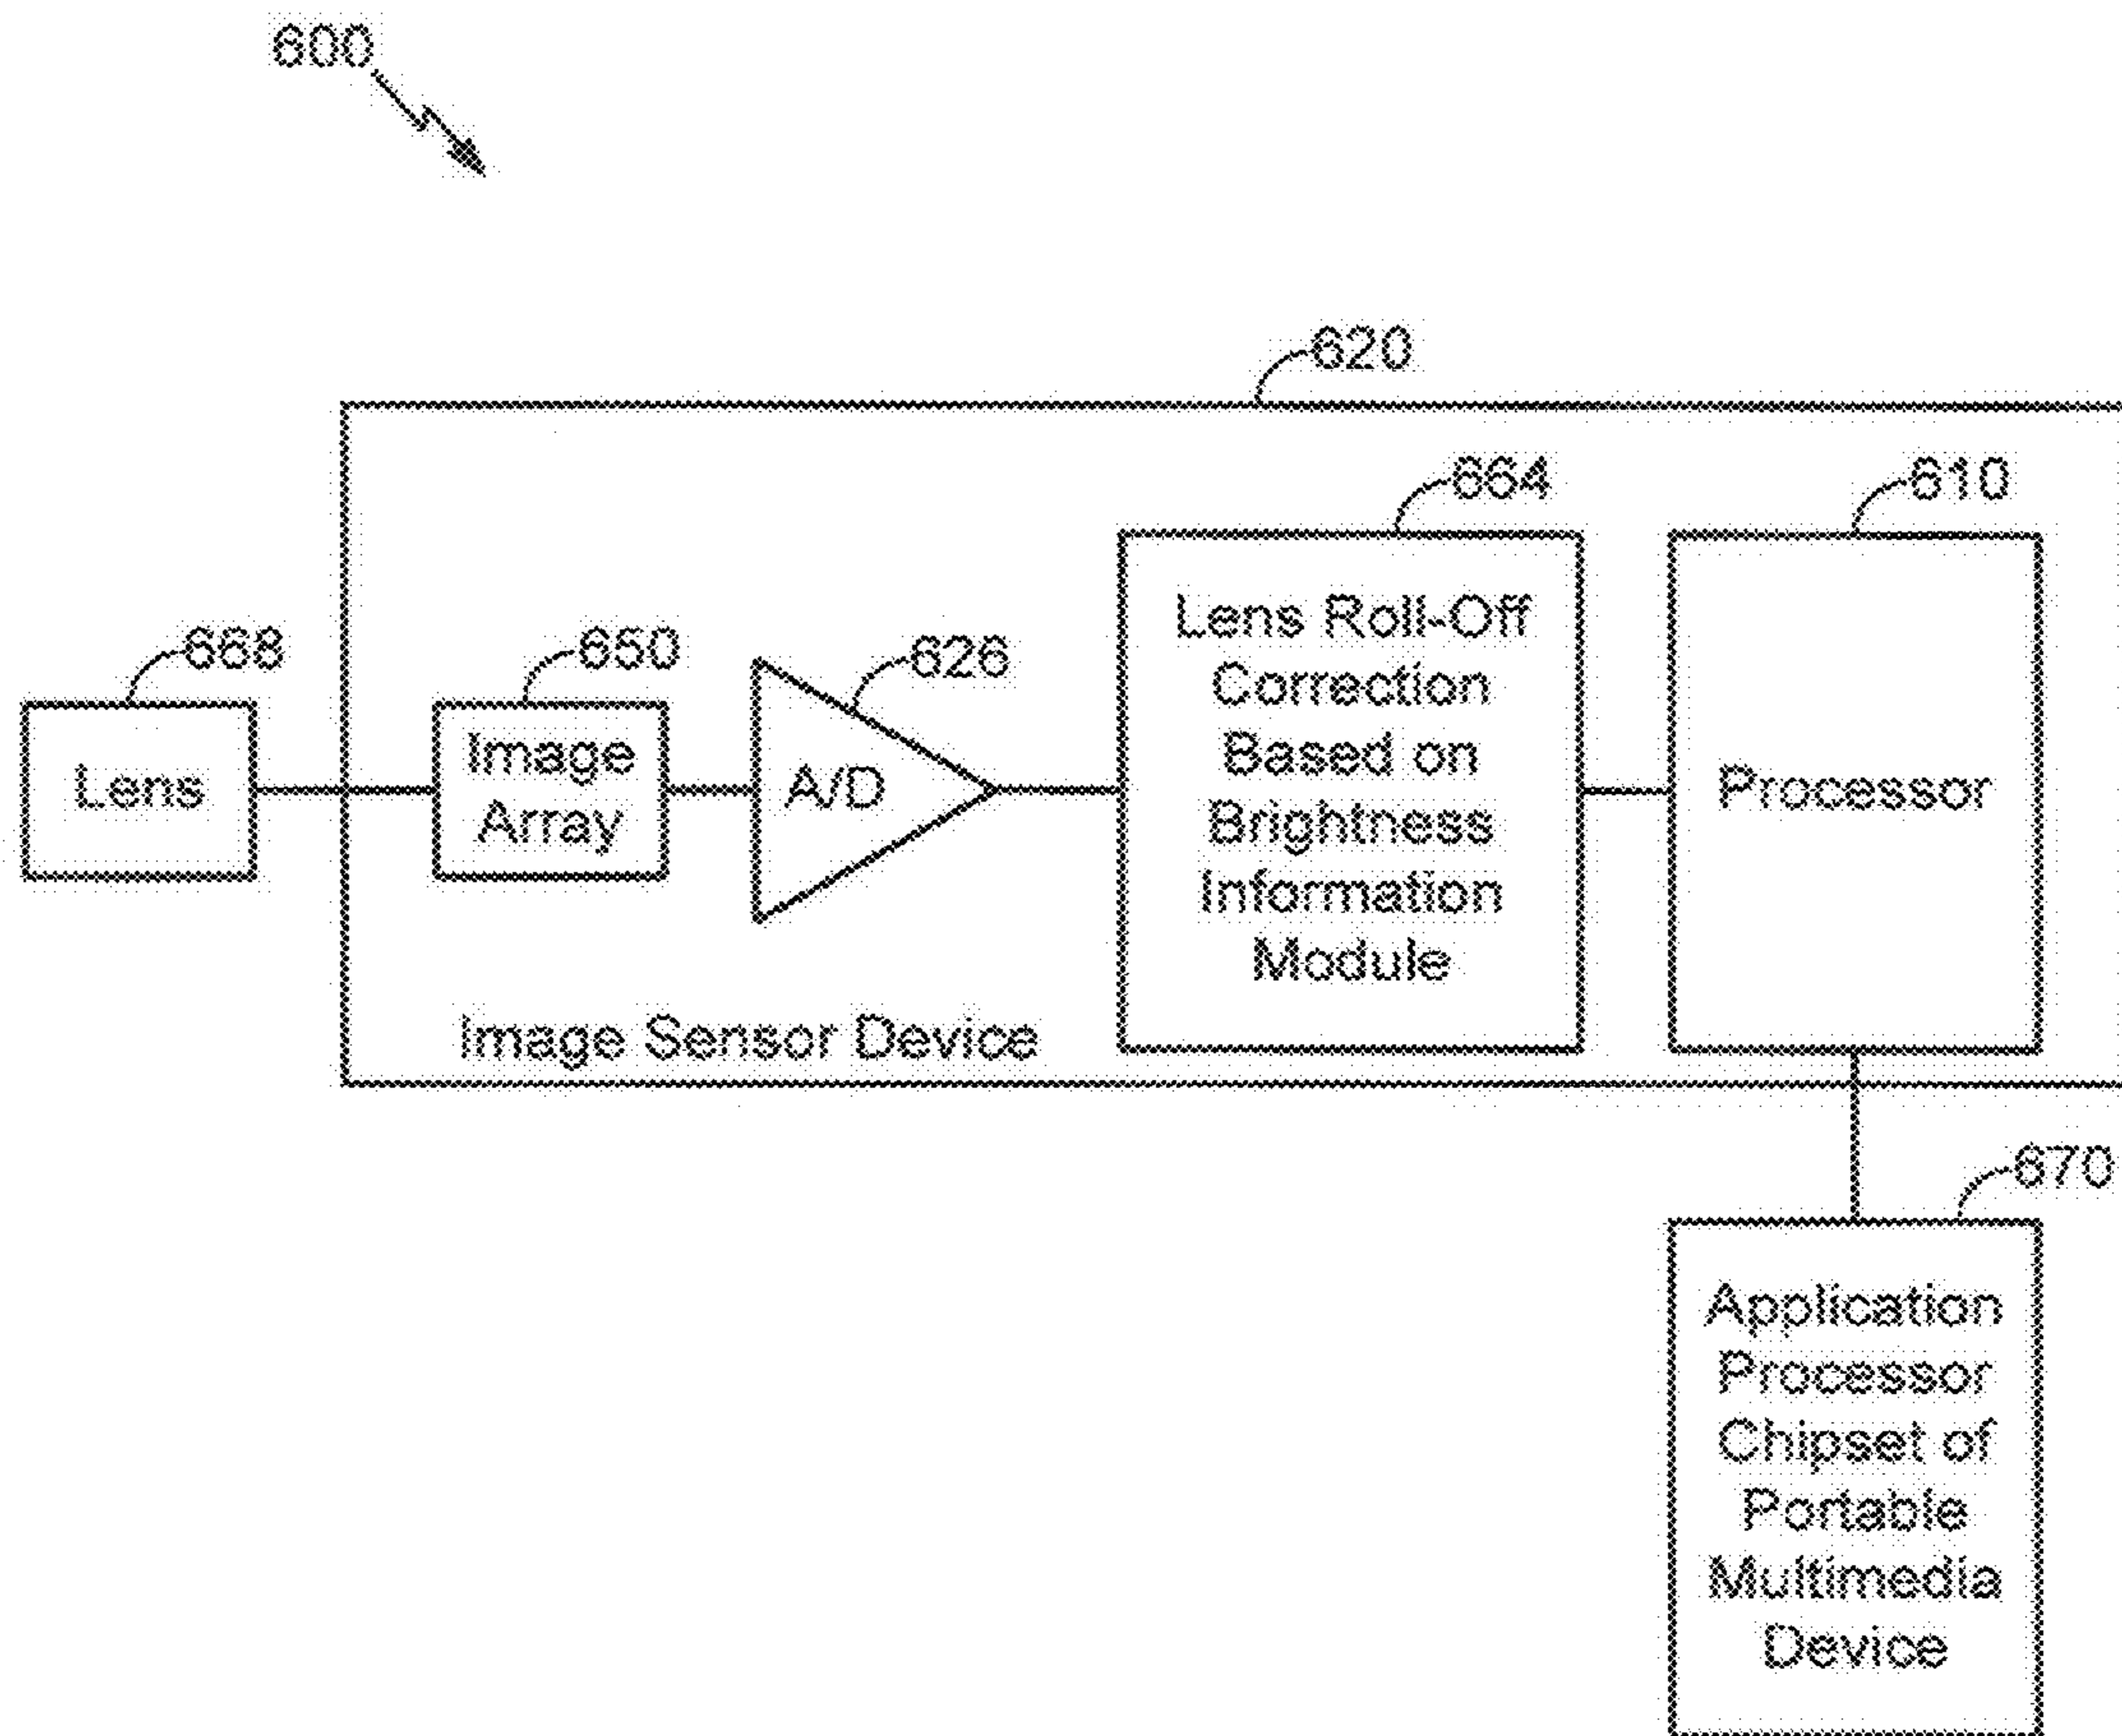 600
620
664
610
668
650
626
Lens
Image
Array
A/D
Lens Roll-Off
Correction
Based on
Brightness
Information
Module
Processor
Image Sensor Device
670
Application
Processor
Chipset of
Portable
Multimedia
Device